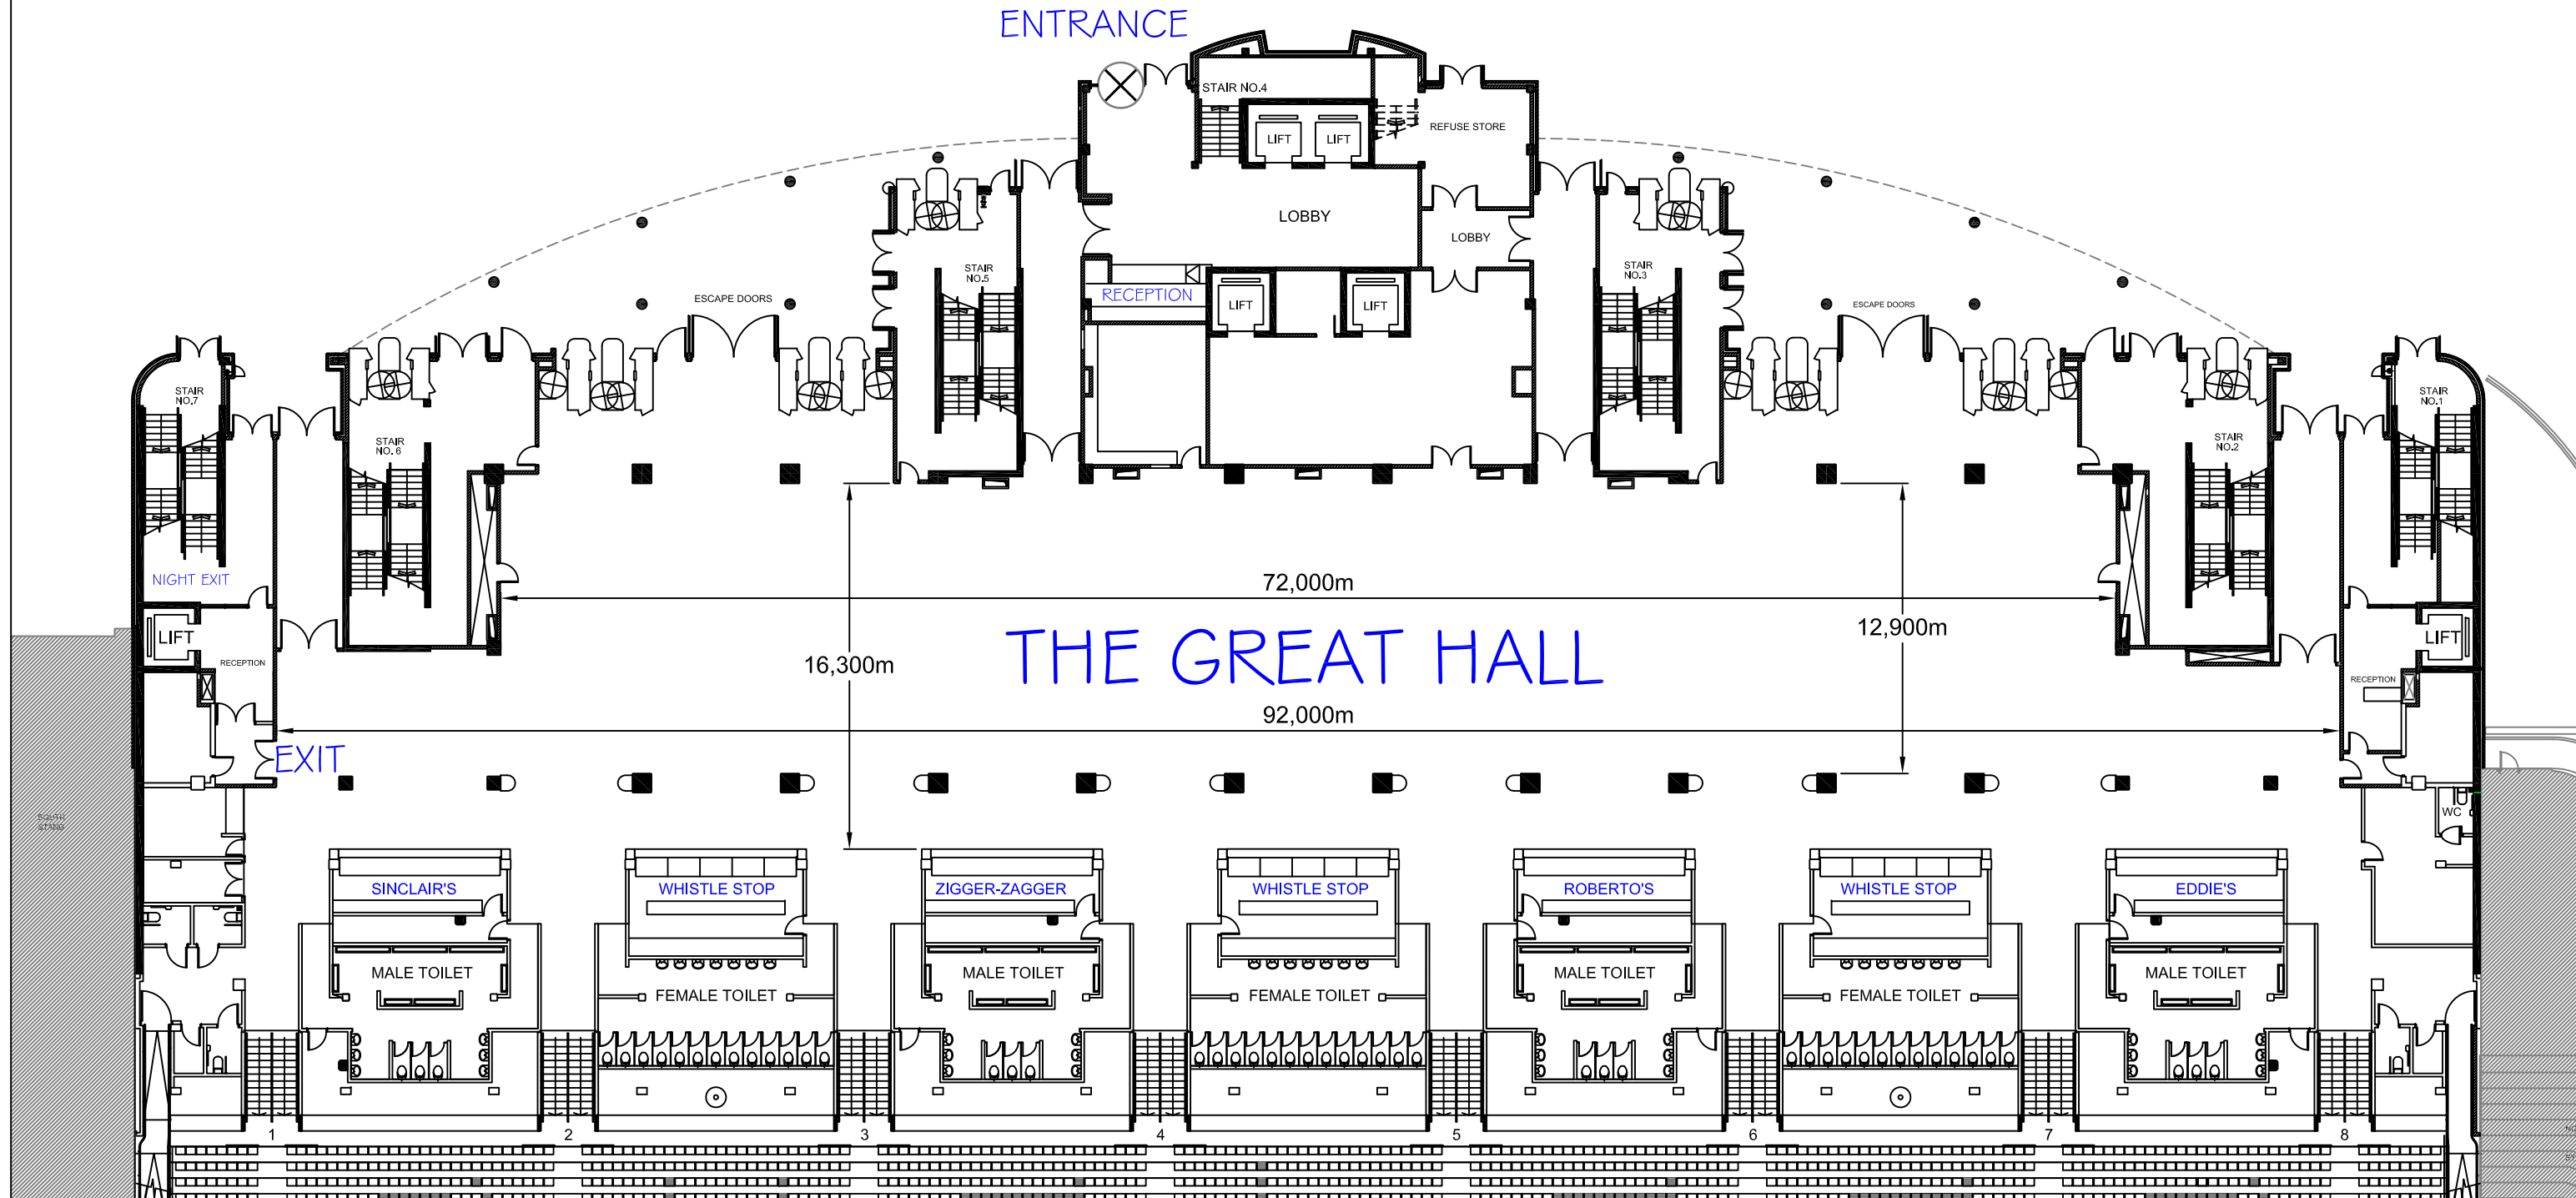 ENTRANCE
STAIR NO.4
LIFT
LIFT
REFUSE STORE
LOBBY
LOBBY
STAIR
NO.5
STAIR
NO.3
RECEPTION
LIFT
LIFT
ESCAPE DOORS
ESCAPE DOORS
STAIR
NO.7
STAIR
NO. 6
STAIR
NO.1
STAIR
NO.2
NIGHT EXIT
72,000m
LIFT
RECEPTION
THE GREAT HALL
16,300m
12,900m
LIFT
RECEPTION
92,000m
EXIT
SOUTH
STAND
WC
SINCLAIR'S
WHISTLE STOP
ZIGGER-ZAGGER
WHISTLE STOP
ROBERTO'S
WHISTLE STOP
EDDIE'S
MALE TOILET
FEMALE TOILET
MALE TOILET
FEMALE TOILET
MALE TOILET
FEMALE TOILET
MALE TOILET
1
2
3
4
5
6
7
8